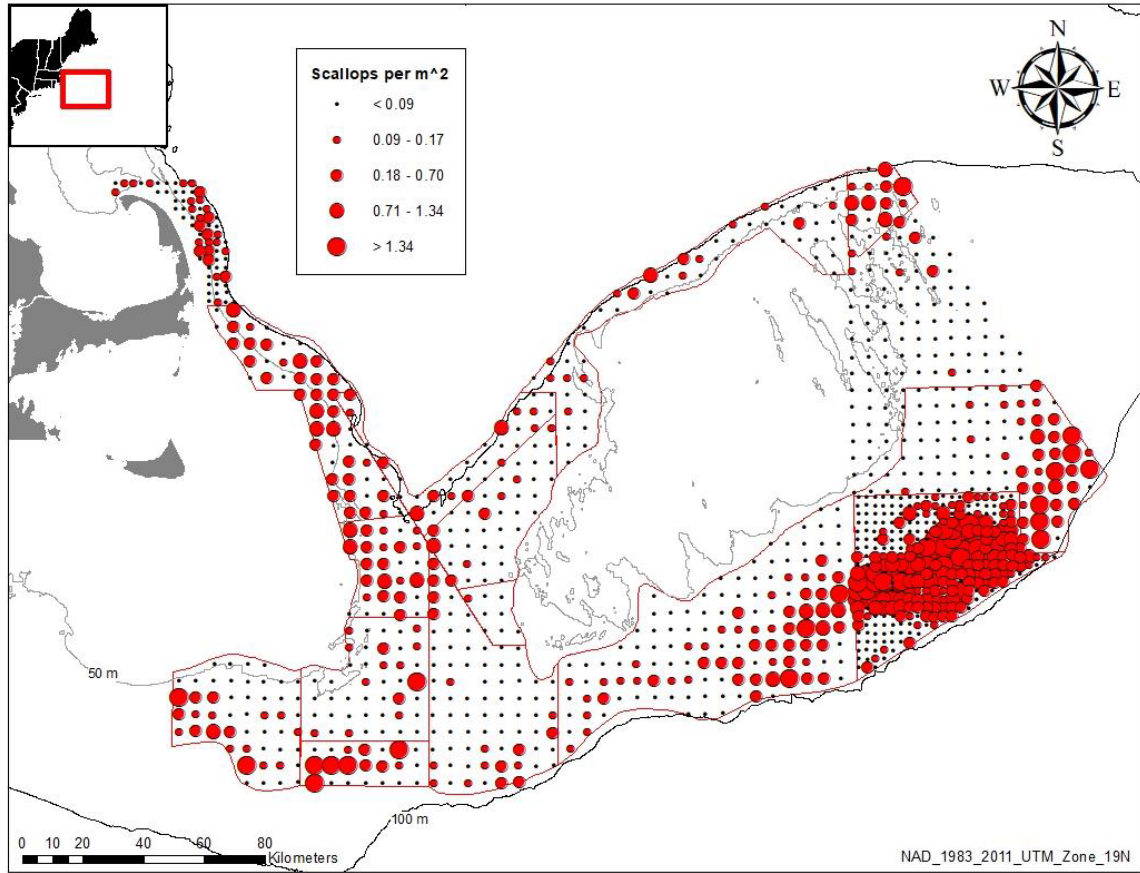 Scallops per m^2
< 0.09
0.09 - 0.17
0.18 - 0.70
0.71 - 1.34
> 1.34
N
W E
S
50 m
100 m
0 10 20 40 60 80
Kilometers
NAD_1983_2011_UTM_Zone_19N